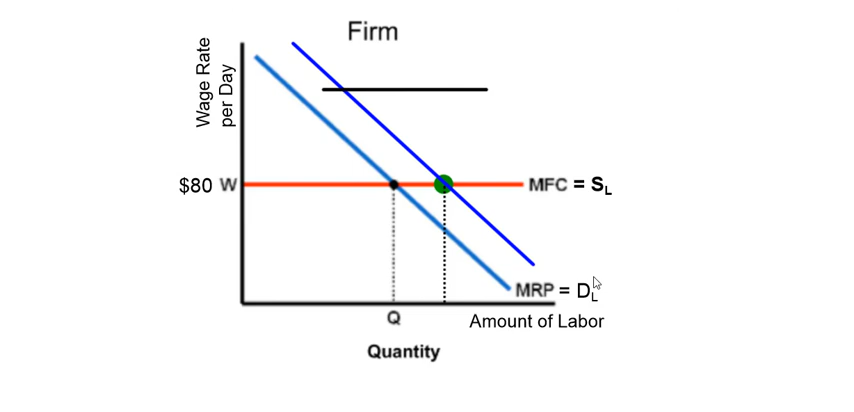 Firm
Wage Rate
per Day
$80 W
MFC = SL
MRP = DL
Q
Amount of Labor
Quantity